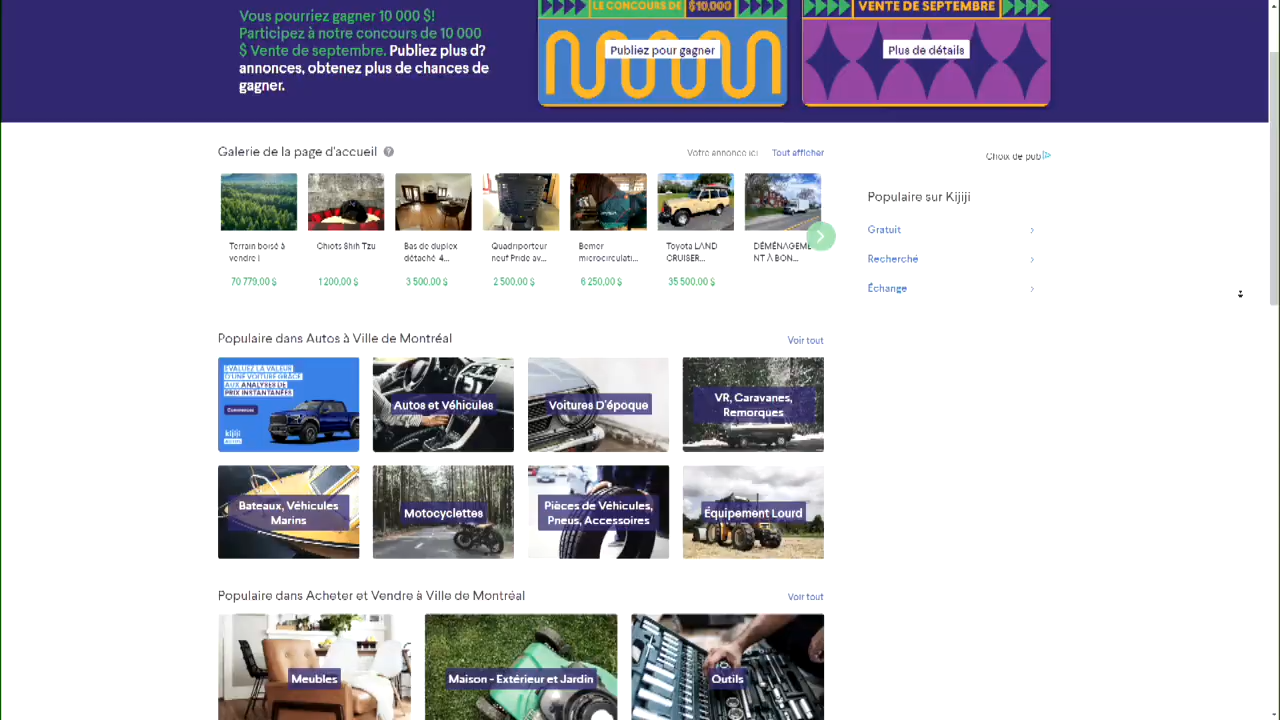 Vous pourriez gagner 10 000 $!
Participez à notre concours de 10 000
$ Vente de septembre. Publiez plus d?
annonces, obtenez plus de chances de
gagner.
LE CONCOURS DE $10,000
Publiez pour gagner
VENTE DE SEPTEMBRE
Plus de détails
Galerie de la page d'accueil
Votre annonce ici
Tout afficher
Choix de pub
Terrain boisé à
vendre !
70 779,00 $
Chiots Shih Tzu
1 200,00 $
Bas de duplex
détaché 4...
3 500,00 $
Quadriporteur
neuf Pride av...
2 500,00 $
Bemer
microcirculati...
6 250,00 $
Toyota LAND
CRUISER...
35 500,00 $
DÉMÉNAGEME
NT À BON...
Populaire sur Kijiji
Gratuit
Recherché
Échange
Populaire dans Autos à Ville de Montréal
Voir tout
ÉVALUEZ LA VALEUR
D'UNE VOITURE GRÂCE
AUX ANALYSES DE
PRIX INSTANTANÉES
kijiji
Autos et Véhicules
Voitures D'époque
VR, Caravanes,
Remorques
Bateaux, Véhicules
Marins
Motocyclettes
Pièces de Véhicules,
Pneus, Accessoires
Équipement Lourd
Populaire dans Acheter et Vendre à Ville de Montréal
Voir tout
Meubles
Maison - Extérieur et Jardin
Outils